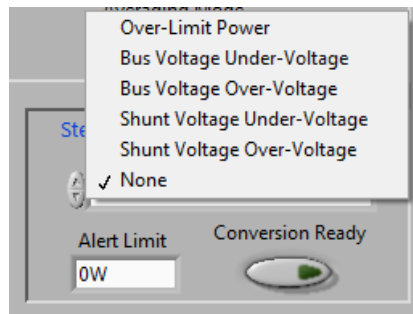 Over-Limit Power
Bus Voltage Under-Voltage
Bus Voltage Over-Voltage
Shunt Voltage Under-Voltage
Shunt Voltage Over-Voltage
✓ None
Alert Limit
Conversion Ready
0W